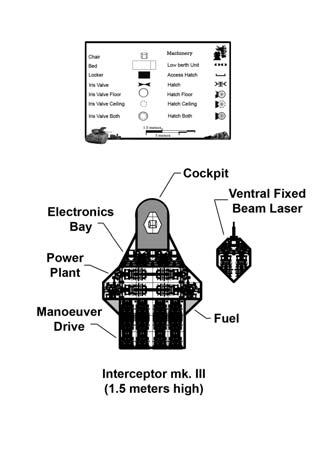 Chair
Machinery
Bed
Low berth Unit
Locker
Access Hatch
Iris Valve
Hatch
Iris Valve Floor
Hatch Floor
Iris Valve Ceiling
Hatch Ceiling
Iris Valve Both
Hatch Both
1.5 meters
3 meters
Cockpit
Ventral Fixed
Beam Laser
Electronics
Bay
Power
Plant
Manoeuver
Drive
Fuel
Interceptor mk. III
(1.5 meters high)